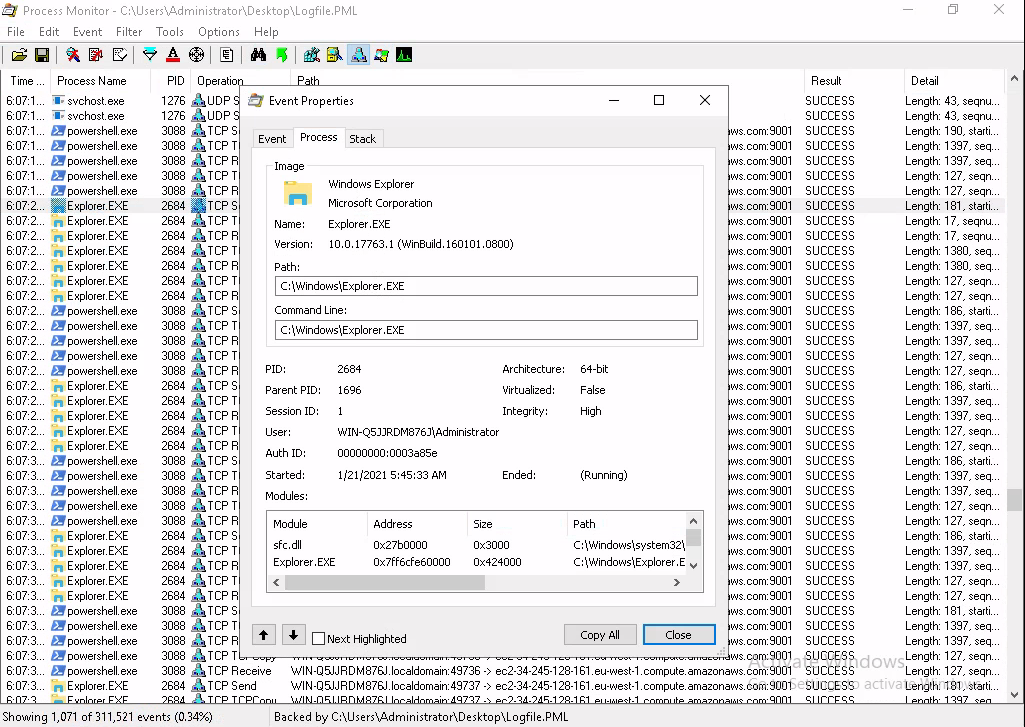 Process Monitor - C:\Users\Administrator\Desktop\Logfile.PML
File Edit Event Filter Tools Options Help
Time ... Process Name PID Operation Path Result Detail
6:07:1... svchost.exe 1276 UDP S SUCCESS Length: 43, seqnu...
6:07:1... svchost.exe 1276 UDP S SUCCESS Length: 43, seqnu...
6:07:1... powershell.exe 3088 TCP S aws.com:9001 SUCCESS Length: 190, starti...
6:07:1... powershell.exe 3088 TCP T aws.com:9001 SUCCESS Length: 1397, seq...
6:07:1... powershell.exe 3088 TCP R aws.com:9001 SUCCESS Length: 1397, seq...
6:07:1... powershell.exe 3088 TCP T aws.com:9001 SUCCESS Length: 127, seqn...
6:07:1... powershell.exe 3088 TCP R aws.com:9001 SUCCESS Length: 127, seqn...
6:07:2... Explorer.EXE 2684 TCP S aws.com:9001 SUCCESS Length: 181, starti...
6:07:2... Explorer.EXE 2684 TCP T aws.com:9001 SUCCESS Length: 17, seqnu...
6:07:2... Explorer.EXE 2684 TCP R aws.com:9001 SUCCESS Length: 17, seqnu...
6:07:2... Explorer.EXE 2684 TCP T aws.com:9001 SUCCESS Length: 1380, seq...
6:07:2... Explorer.EXE 2684 TCP R aws.com:9001 SUCCESS Length: 1380, seq...
6:07:2... Explorer.EXE 2684 TCP T aws.com:9001 SUCCESS Length: 127, seqn...
6:07:2... Explorer.EXE 2684 TCP R aws.com:9001 SUCCESS Length: 127, seqn...
6:07:2... powershell.exe 3088 TCP S aws.com:9001 SUCCESS Length: 186, starti...
6:07:2... powershell.exe 3088 TCP T aws.com:9001 SUCCESS Length: 1397, seq...
6:07:2... powershell.exe 3088 TCP R aws.com:9001 SUCCESS Length: 1397, seq...
6:07:2... powershell.exe 3088 TCP T aws.com:9001 SUCCESS Length: 127, seqn...
6:07:2... powershell.exe 3088 TCP R aws.com:9001 SUCCESS Length: 127, seqn...
6:07:2... Explorer.EXE 2684 TCP S aws.com:9001 SUCCESS Length: 186, starti...
6:07:2... Explorer.EXE 2684 TCP T aws.com:9001 SUCCESS Length: 1397, seq...
6:07:2... Explorer.EXE 2684 TCP R aws.com:9001 SUCCESS Length: 1397, seq...
6:07:2... Explorer.EXE 2684 TCP T aws.com:9001 SUCCESS Length: 127, seqn...
6:07:2... Explorer.EXE 2684 TCP R aws.com:9001 SUCCESS Length: 127, seqn...
6:07:3... powershell.exe 3088 TCP S aws.com:9001 SUCCESS Length: 186, starti...
6:07:3... powershell.exe 3088 TCP T aws.com:9001 SUCCESS Length: 1397, seq...
6:07:3... powershell.exe 3088 TCP R aws.com:9001 SUCCESS Length: 1397, seq...
6:07:3... powershell.exe 3088 TCP T aws.com:9001 SUCCESS Length: 127, seqn...
6:07:3... powershell.exe 3088 TCP R aws.com:9001 SUCCESS Length: 127, seqn...
6:07:3... Explorer.EXE 2684 TCP S aws.com:9001 SUCCESS Length: 186, starti...
6:07:3... Explorer.EXE 2684 TCP T aws.com:9001 SUCCESS Length: 1397, seq...
6:07:3... Explorer.EXE 2684 TCP R aws.com:9001 SUCCESS Length: 1397, seq...
6:07:3... Explorer.EXE 2684 TCP T aws.com:9001 SUCCESS Length: 127, seqn...
6:07:3... Explorer.EXE 2684 TCP R aws.com:9001 SUCCESS Length: 127, seqn...
6:07:3... powershell.exe 3088 TCP S aws.com:9001 SUCCESS Length: 181, starti...
6:07:3... powershell.exe 3088 TCP T aws.com:9001 SUCCESS Length: 1397, seq...
6:07:3... powershell.exe 3088 TCP R aws.com:9001 SUCCESS Length: 1397, seq...
6:07:3... powershell.exe 3088 TCP TCPCopy WIN-Q5JJRDM876J.localdomain:49736 -> ec2-34-245-128-161.eu-west-1.compute.amazonaws.com:9001 SUCCESS Length: 127, seqn...
6:07:3... powershell.exe 3088 TCP Receive WIN-Q5JJRDM876J.localdomain:49736 -> ec2-34-245-128-161.eu-west-1.compute.amazonaws.com:9001 SUCCESS Length: 127, seqn...
6:07:3... Explorer.EXE 2684 TCP Send WIN-Q5JJRDM876J.localdomain:49737 -> ec2-34-245-128-161.eu-west-1.compute.amazonaws.com:9001 SUCCESS Length: 181, starti...
6:07:3... Explorer.EXE 2684 TCP TCPCopy WIN-Q5JJRDM876J.localdomain:49737 -> ec2-34-245-128-161.eu-west-1.compute.amazonaws.com:9001 SUCCESS
Event Properties
Event Process Stack
Image
Windows Explorer
Microsoft Corporation
Name: Explorer.EXE
Version: 10.0.17763.1 (WinBuild.160101.0800)
Path:
C:\Windows\Explorer.EXE
Command Line:
C:\Windows\Explorer.EXE
PID: 2684 Architecture: 64-bit
Parent PID: 1696 Virtualized: False
Session ID: 1 Integrity: High
User: WIN-Q5JJRDM876J\Administrator
Auth ID: 00000000:0003a85e
Started: 1/21/2021 5:45:33 AM Ended: (Running)
Modules:
Module Address Size Path
sfc.dll 0x27b0000 0x3000 C:\Windows\system32\
Explorer.EXE 0x7ff6cfe60000 0x424000 C:\Windows\Explorer.E
Next Highlighted Copy All Close
Activate Windows
Go to Settings to activate Windows.
Showing 1,071 of 311,521 events (0.34%) Backed by C:\Users\Administrator\Desktop\Logfile.PML